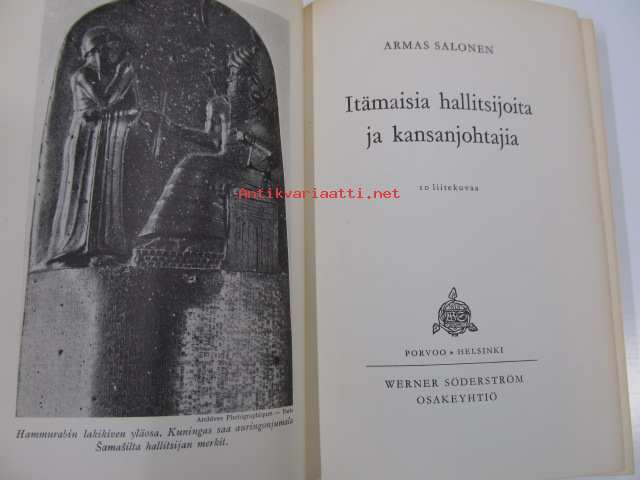 Archives Photographiques — Paris
Hammurabin lakikiven yläosa. Kuningas saa auringonjumala
Šamašilta hallitsijan merkit.
ARMAS SALONEN
Itämaisia hallitsijoita
ja kansanjohtajia
10 liitekuvaa
Antikvariaatti.net
PORVOO • HELSINKI
WERNER SÖDERSTRÖM
OSAKEYHTIÖ